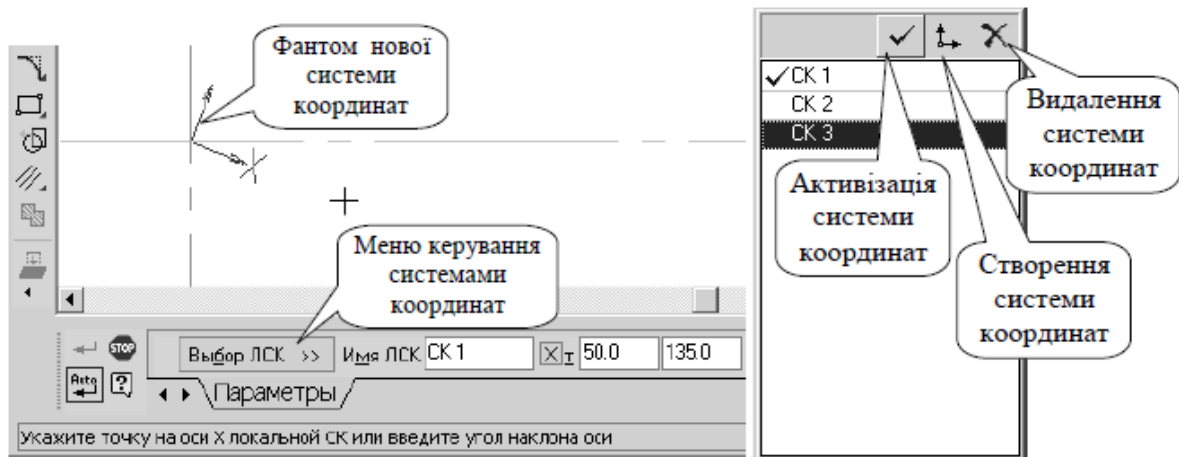 Фантом нової
системи
координат
X
Меню керування
системами
координат
STOP
Выбор ЛСК >> Имя ЛСК СК 1 т 50.0 135.0
Auto
Параметры
Укажите точку на оси X локальной СК или введите угол наклона оси
СК 1
СК 2
СК 3
Видалення
системи
координат
Активізація
системи
координат
Створення
системи
координат